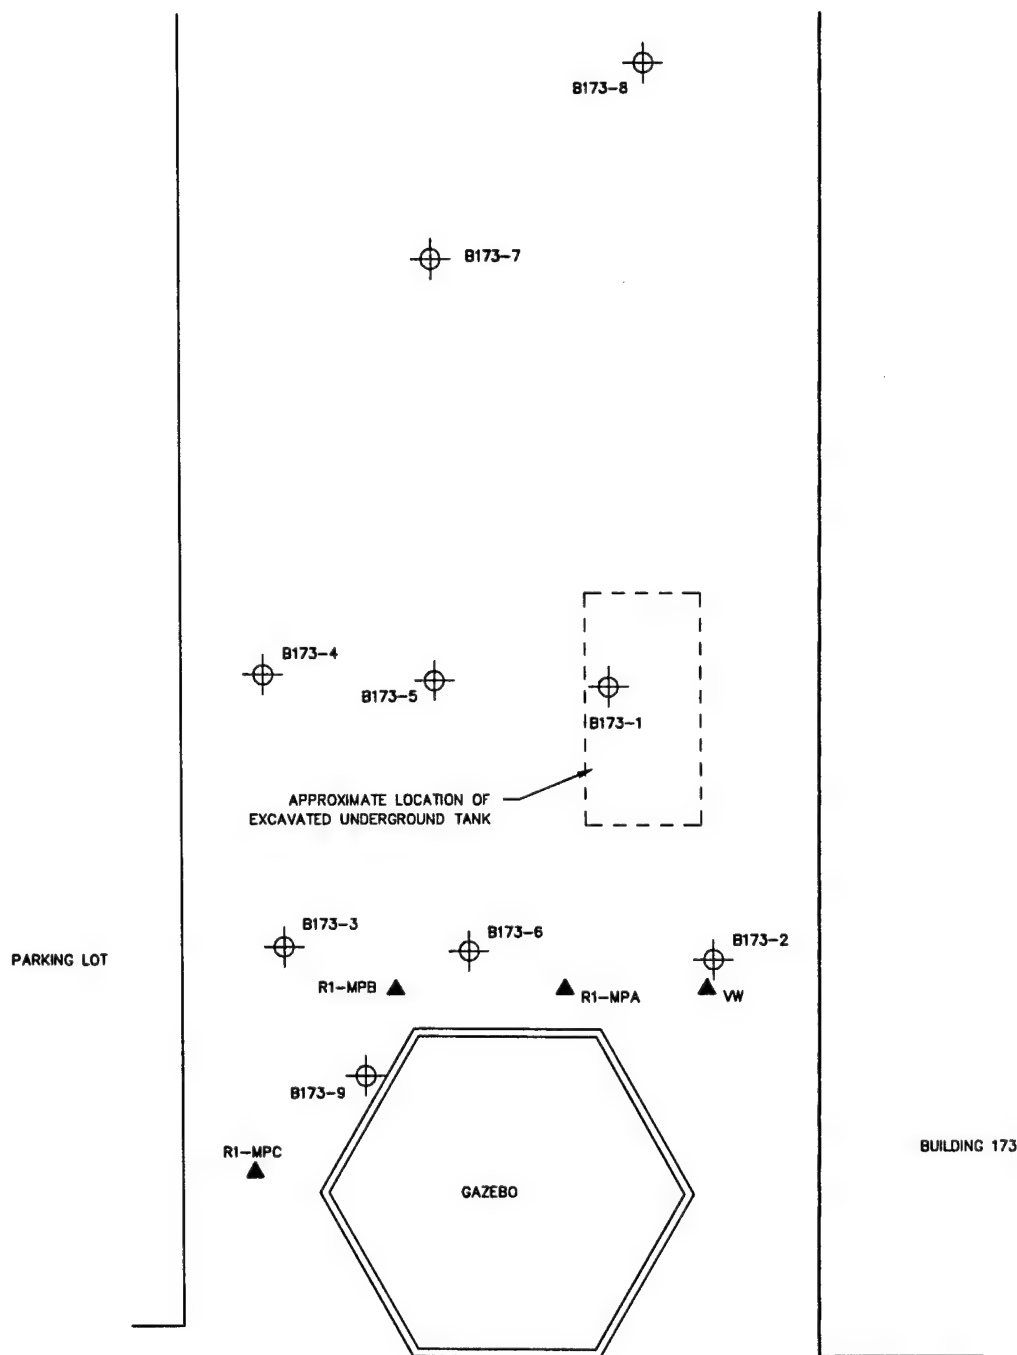 B173-8
B173-7
B173-4
B173-5
B173-1
APPROXIMATE LOCATION OF
EXCAVATED UNDERGROUND TANK
B173-3
B173-6
B173-2
PARKING LOT
R1-MPB
R1-MPA
VW
B173-9
R1-MPC
BUILDING 173
GAZEBO